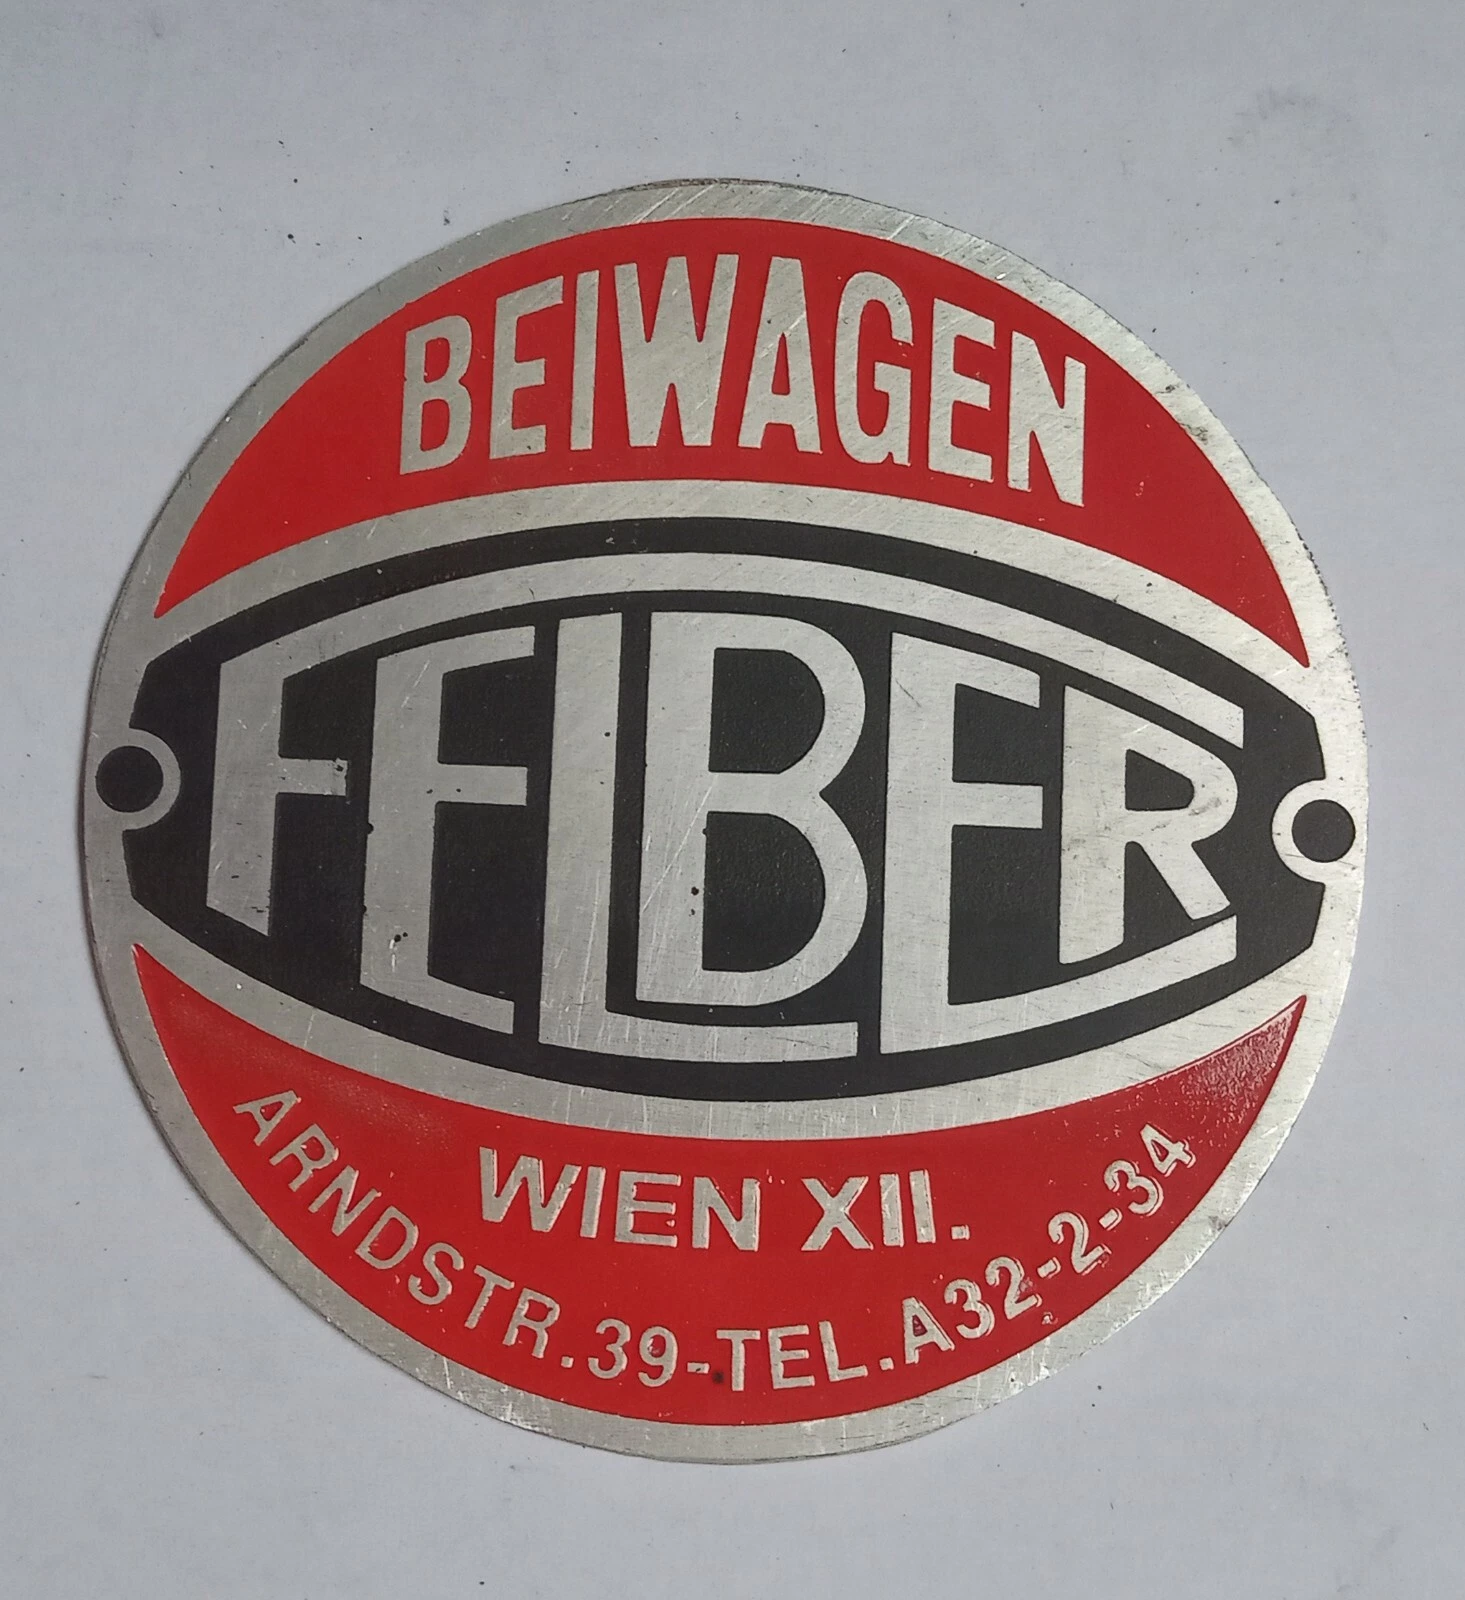 BEIWAGEN
FELBER
WIEN XII.
ARNDSTR.39-TEL.A32-2-34